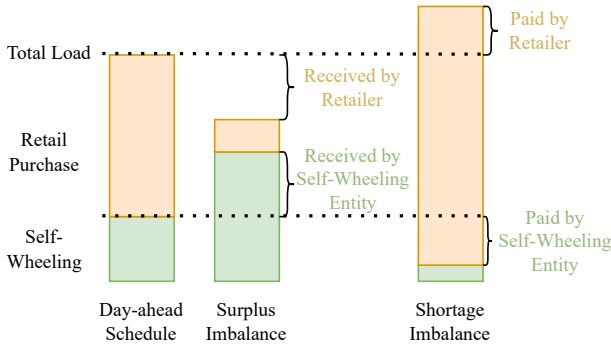 Total Load
Retail
Purchase
Self-
Wheeling
Paid by
Retailer
Received by
Retailer
Received by
Self-Wheeling
Entity
Paid by
Self-Wheeling
Entity
Day-ahead
Schedule
Surplus
Imbalance
Shortage
Imbalance